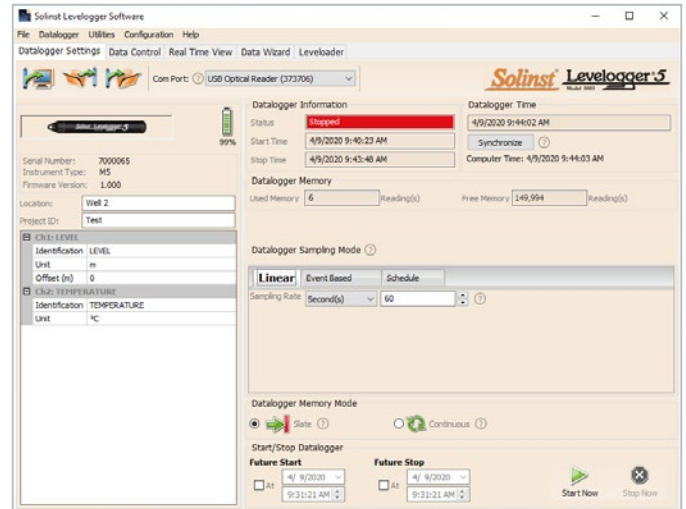 Solinst Levelogger Software
File Datalogger Utilities Configuration Help
Datalogger Settings Data Control Real Time View Data Wizard Leveloader
Com Port: USB Optical Reader (373706)
Solinst Levelogger 5
99%
Serial Number: 7000065
Instrument Type: M5
Firmware Version: 1.000
Location: Well 2
Project ID: Test
Ch1: LEVEL
Identification LEVEL
Unit m
Offset (m) 0
Ch2: TEMPERATURE
Identification TEMPERATURE
Unit °C
Datalogger Information
Status Stopped
Start Time 4/9/2020 9:40:23 AM
Stop Time 4/9/2020 9:43:48 AM
Datalogger Time
4/9/2020 9:44:02 AM
Synchronize
Computer Time: 4/9/2020 9:44:03 AM
Datalogger Memory
Used Memory 6 Reading(s) Free Memory 149,994 Reading(s)
Datalogger Sampling Mode
Linear Event Based Schedule
Sampling Rate Second(s) 60
Datalogger Memory Mode
Slate Continuous
Start/Stop Datalogger
Future Start Future Stop
At 4/ 9/2020 At 4/ 9/2020
9:31:21 AM 9:31:21 AM
Start Now Stop Now